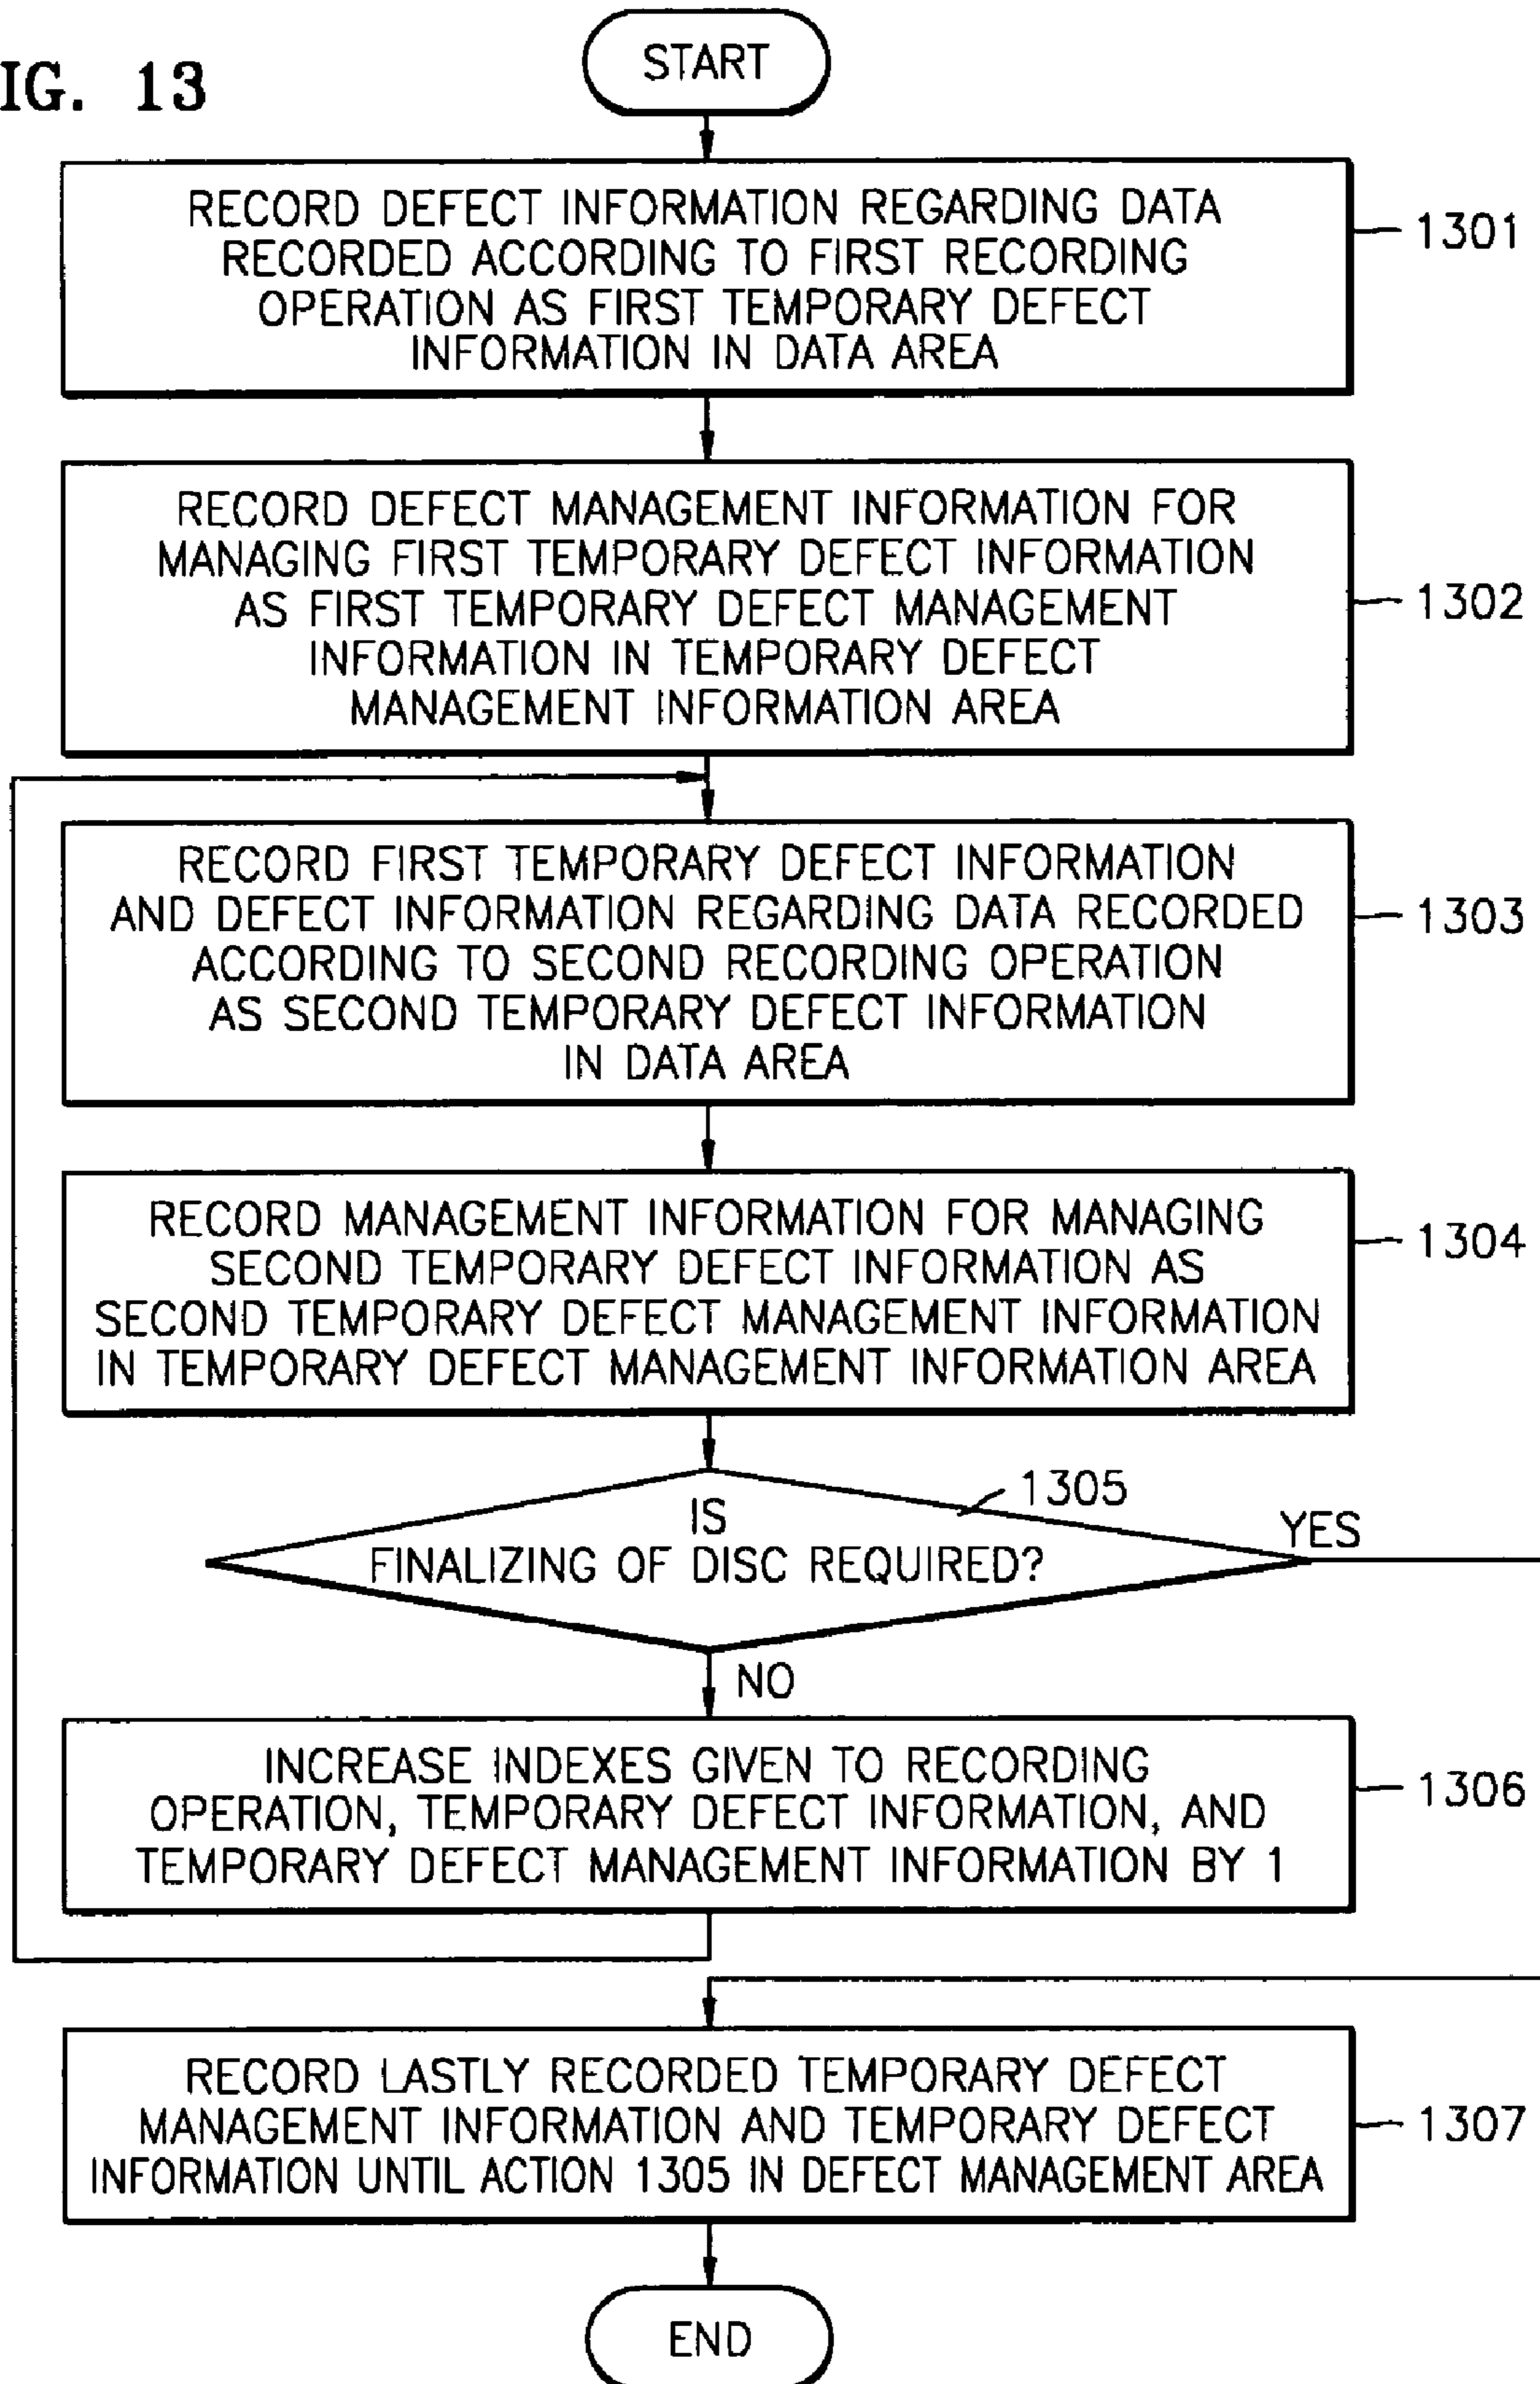 IG. 13
START
RECORD DEFECT INFORMATION REGARDING DATA
RECORDED ACCORDING TO FIRST RECORDING
OPERATION AS FIRST TEMPORARY DEFECT
INFORMATION IN DATA AREA
1301
RECORD DEFECT MANAGEMENT INFORMATION FOR
MANAGING FIRST TEMPORARY DEFECT INFORMATION
AS FIRST TEMPORARY DEFECT MANAGEMENT
INFORMATION IN TEMPORARY DEFECT
MANAGEMENT INFORMATION AREA
1302
RECORD FIRST TEMPORARY DEFECT INFORMATION
AND DEFECT INFORMATION REGARDING DATA RECORDED
ACCORDING TO SECOND RECORDING OPERATION
AS SECOND TEMPORARY DEFECT INFORMATION
IN DATA AREA
1303
RECORD MANAGEMENT INFORMATION FOR MANAGING
SECOND TEMPORARY DEFECT INFORMATION AS
SECOND TEMPORARY DEFECT MANAGEMENT INFORMATION
IN TEMPORARY DEFECT MANAGEMENT INFORMATION AREA
1304
IS
FINALIZING OF DISC REQUIRED?
1305
YES
NO
INCREASE INDEXES GIVEN TO RECORDING
OPERATION, TEMPORARY DEFECT INFORMATION, AND
TEMPORARY DEFECT MANAGEMENT INFORMATION BY 1
1306
RECORD LASTLY RECORDED TEMPORARY DEFECT
MANAGEMENT INFORMATION AND TEMPORARY DEFECT
INFORMATION UNTIL ACTION 1305 IN DEFECT MANAGEMENT AREA
1307
END